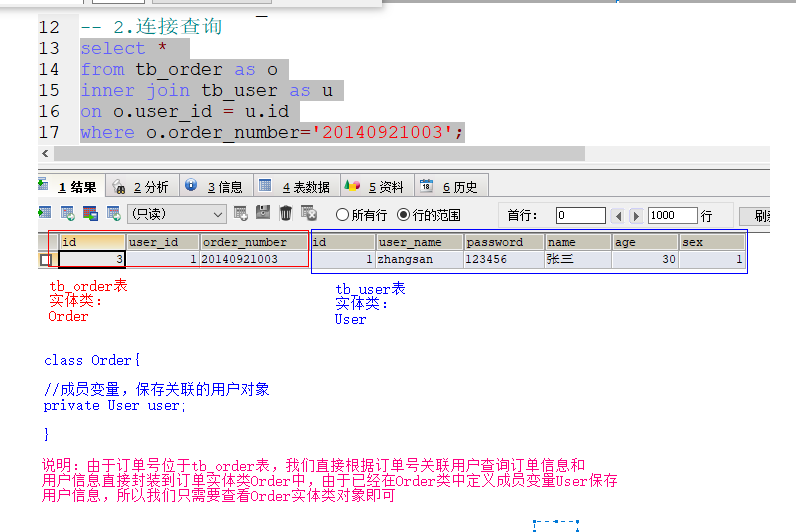 12 -- 2.连接查询
13 select *
14 from tb_order as o
15 inner join tb_user as u
16 on o.user_id = u.id
17 where o.order_number='20140921003';
1 结果 2 分析 3 信息 4 表数据 5 资料 6 历史
(只读) 所有行 行的范围 首行: 0 1000 行
id user_id order_number id user_name password name age sex
3 1 20140921003 1 zhangsan 123456 张三 30 1
tb_order表
实体类:
Order
tb_user表
实体类:
User
class Order{
//成员变量，保存关联的用户对象
private User user;
}
说明：由于订单号位于tb_order表，我们直接根据订单号关联用户查询订单信息和
用户信息直接封装到订单实体类Order中，由于已经在Order类中定义成员变量User保存
用户信息，所以我们只需要查看Order实体类对象即可